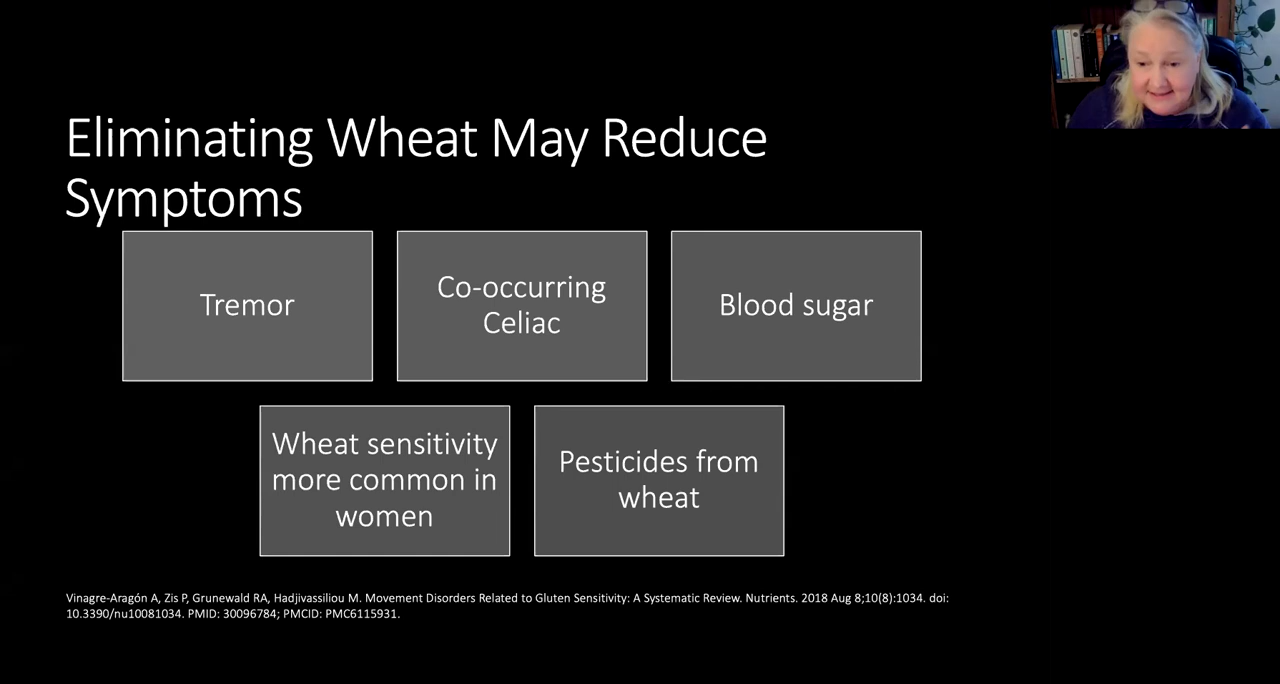 Eliminating Wheat May Reduce
Symptoms
Tremor
Co-occurring
Celiac
Blood sugar
Wheat sensitivity
more common in
women
Pesticides from
wheat
Vinagre-Aragón A, Zis P, Grunewald RA, Hadjivassiliou M. Movement Disorders Related to Gluten Sensitivity: A Systematic Review. Nutrients. 2018 Aug 8;10(8):1034. doi:
10.3390/nu10081034. PMID: 30096784; PMCID: PMC6115931.